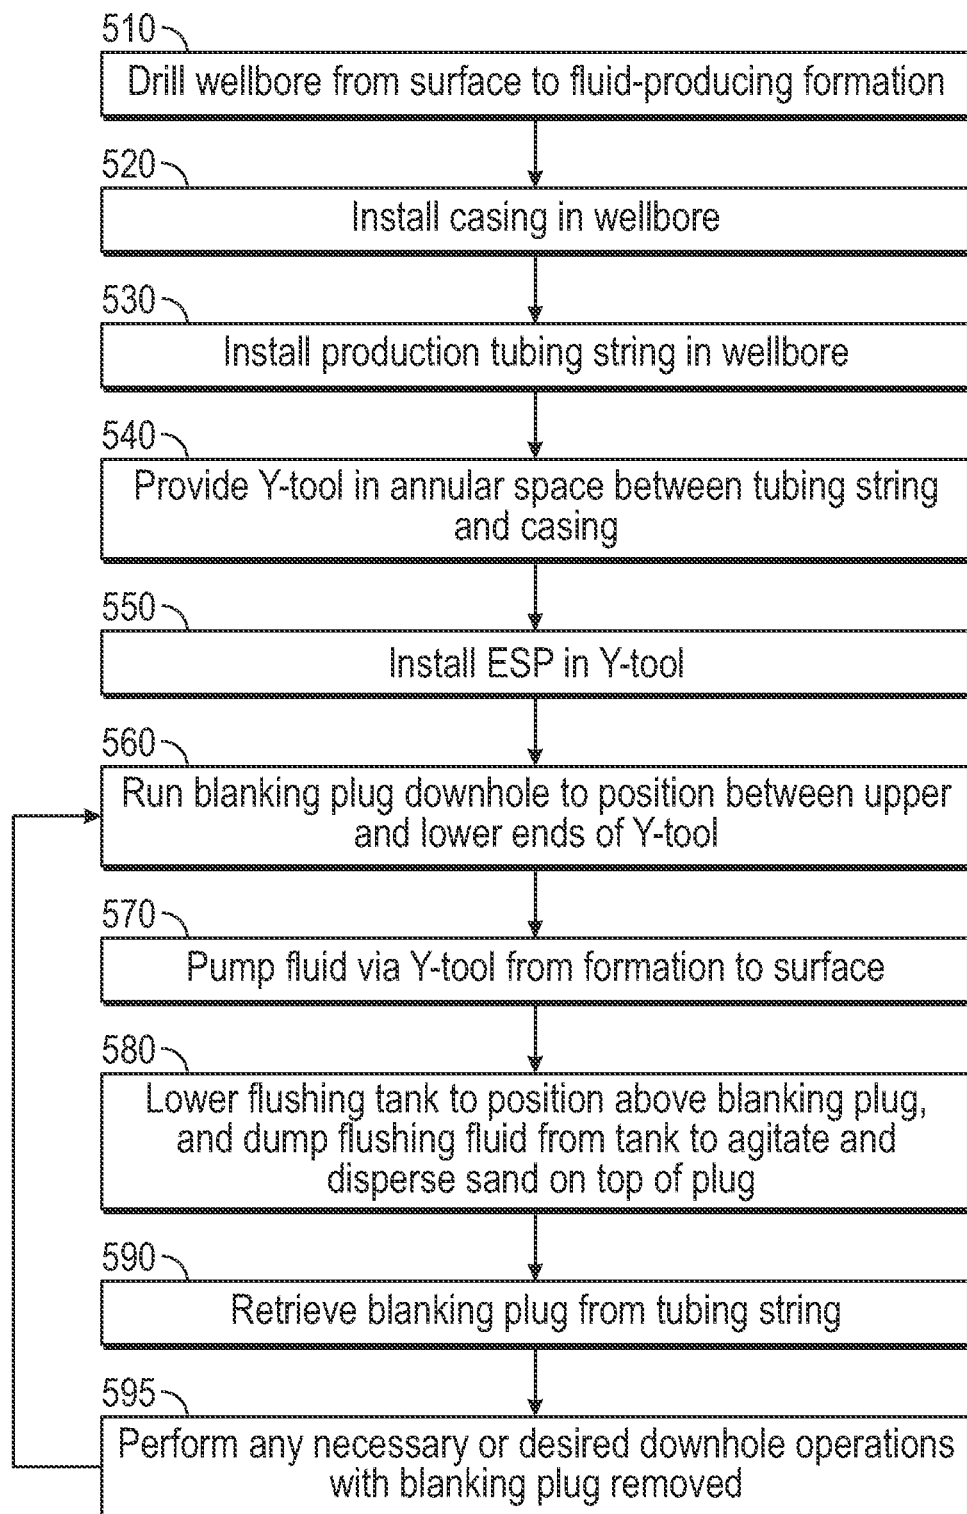 510
Drill wellbore from surface to fluid-producing formation
520
Install casing in wellbore
530
Install production tubing string in wellbore
540
Provide Y-tool in annular space between tubing string
and casing
550
Install ESP in Y-tool
560
Run blanking plug downhole to position between upper
and lower ends of Y-tool
570
Pump fluid via Y-tool from formation to surface
580
Lower flushing tank to position above blanking plug,
and dump flushing fluid from tank to agitate and
disperse sand on top of plug
590
Retrieve blanking plug from tubing string
595
Perform any necessary or desired downhole operations
with blanking plug removed